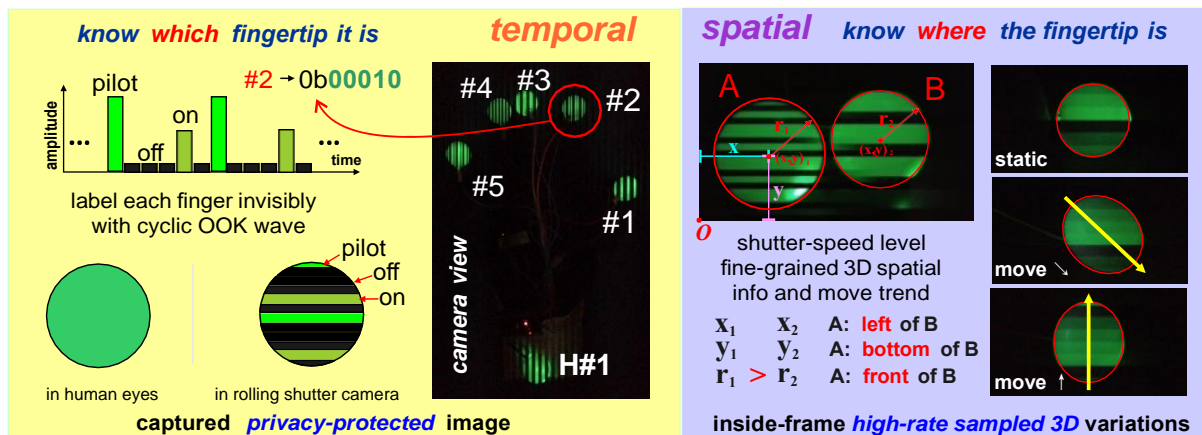 know which fingertip it is
temporal
#2 → 0b00010
pilot
on
off
amplitude
time
...
...
label each finger invisibly
with cyclic OOK wave
pilot
off
on
in human eyes
in rolling shutter camera
captured privacy-protected image
#4
#3
#2
#5
#1
H#1
camera view
spatial
know where the fingertip is
A
B
r₁
r₂
x
(x,y)₁
(x,y)₂
y
O
shutter-speed level
fine-grained 3D spatial
info and move trend
x₁ x₂ A: left of B
y₁ y₂ A: bottom of B
r₁ > r₂ A: front of B
static
move ↘
move ↑
inside-frame high-rate sampled 3D variations